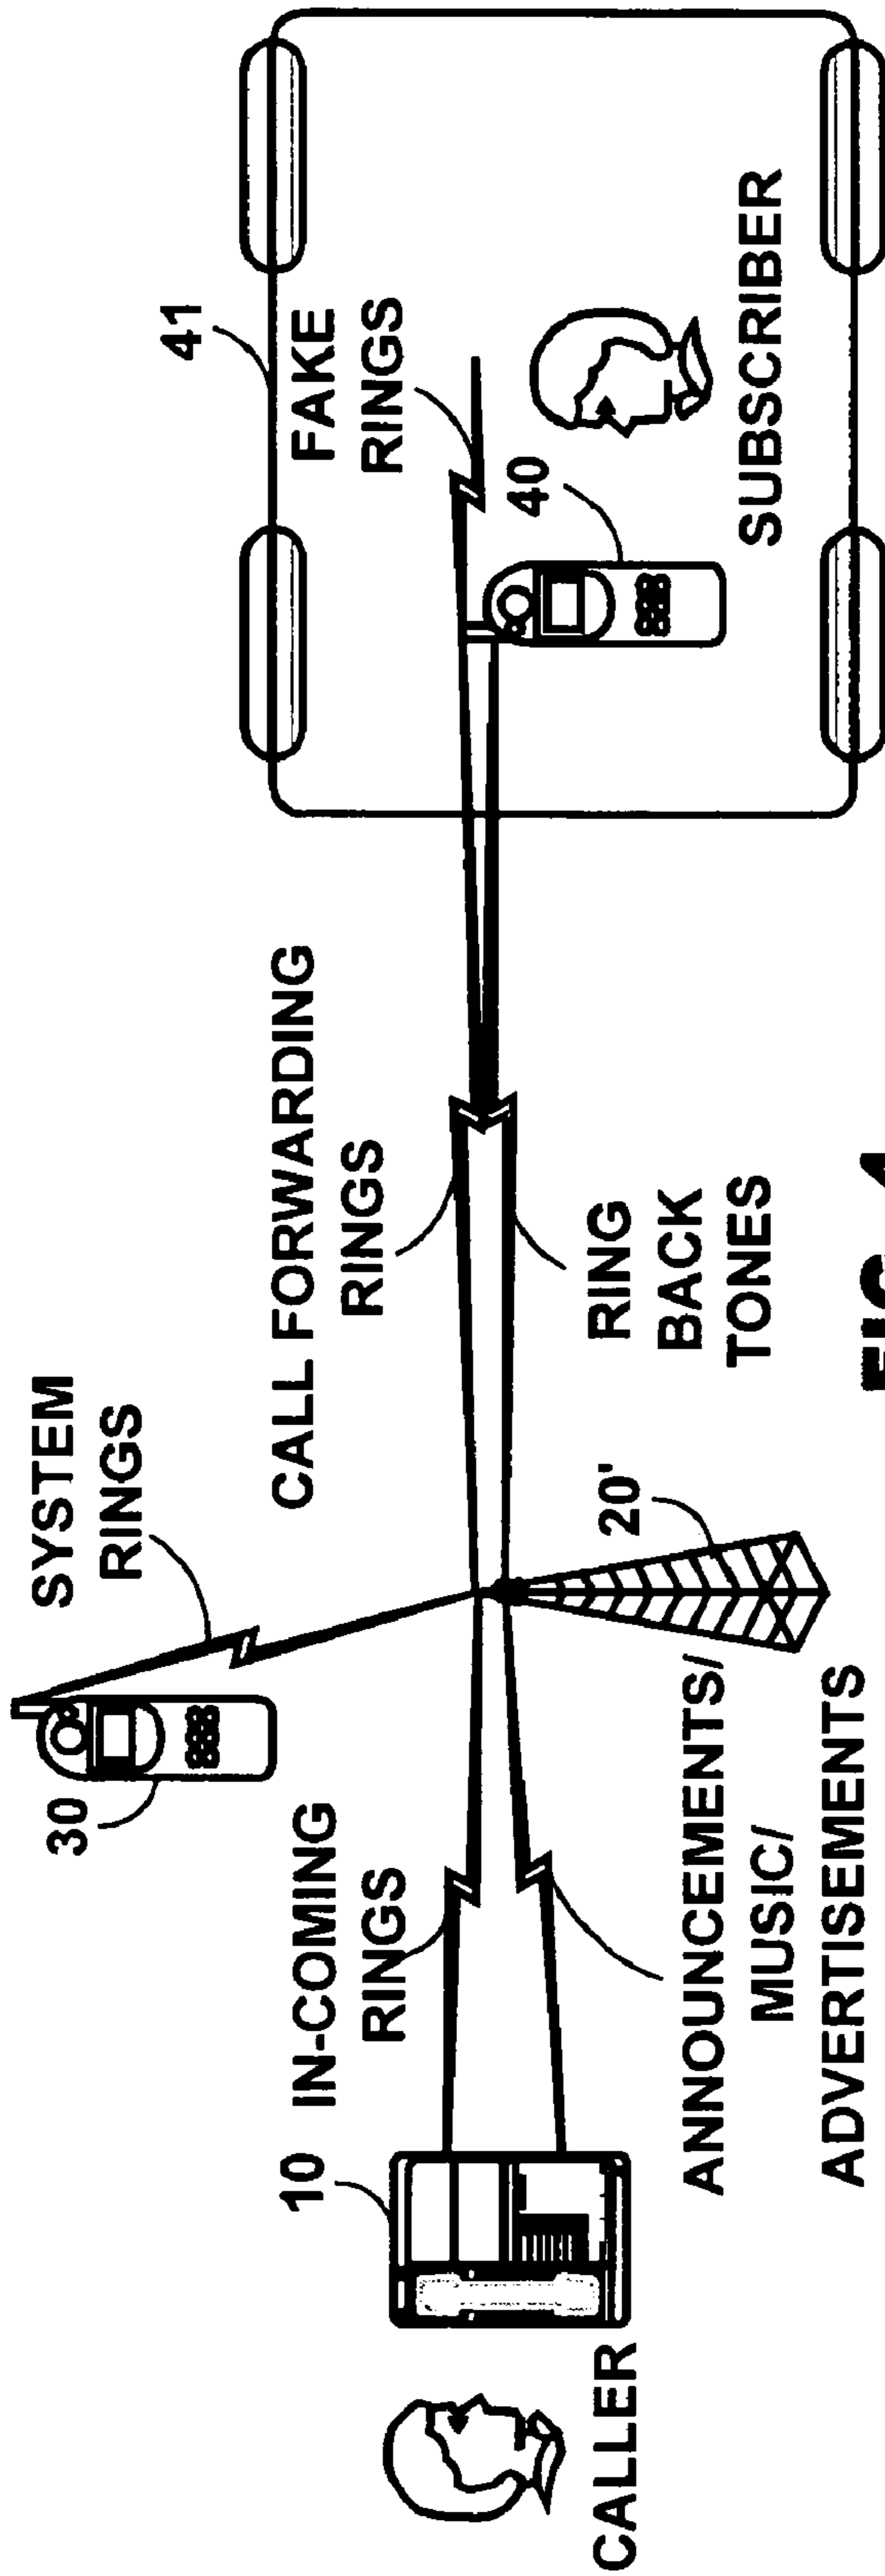 SYSTEM
RINGS
30
41
FAKE
RINGS
CALL FORWARDING
RINGS
10
IN-COMING
RINGS
40
20'
RING
BACK
TONES
CALLER
SUBSCRIBER
ANNOUNCEMENTS/
MUSIC/
ADVERTISEMENTS